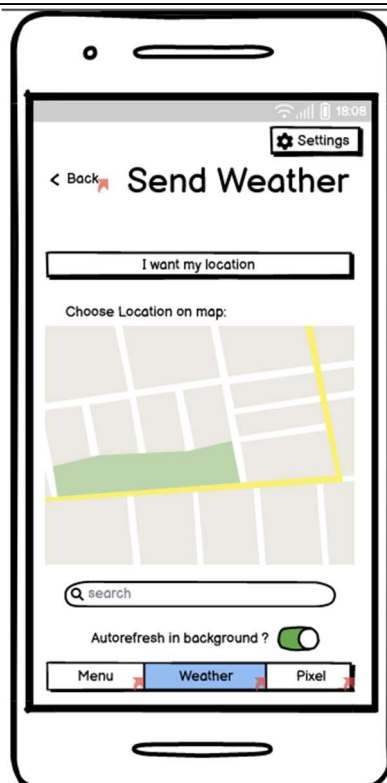 18:08
Settings
< Back
Send Weather
I want my location
Choose Location on map:
search
Autorefresh in background ?
Menu
Weather
Pixel